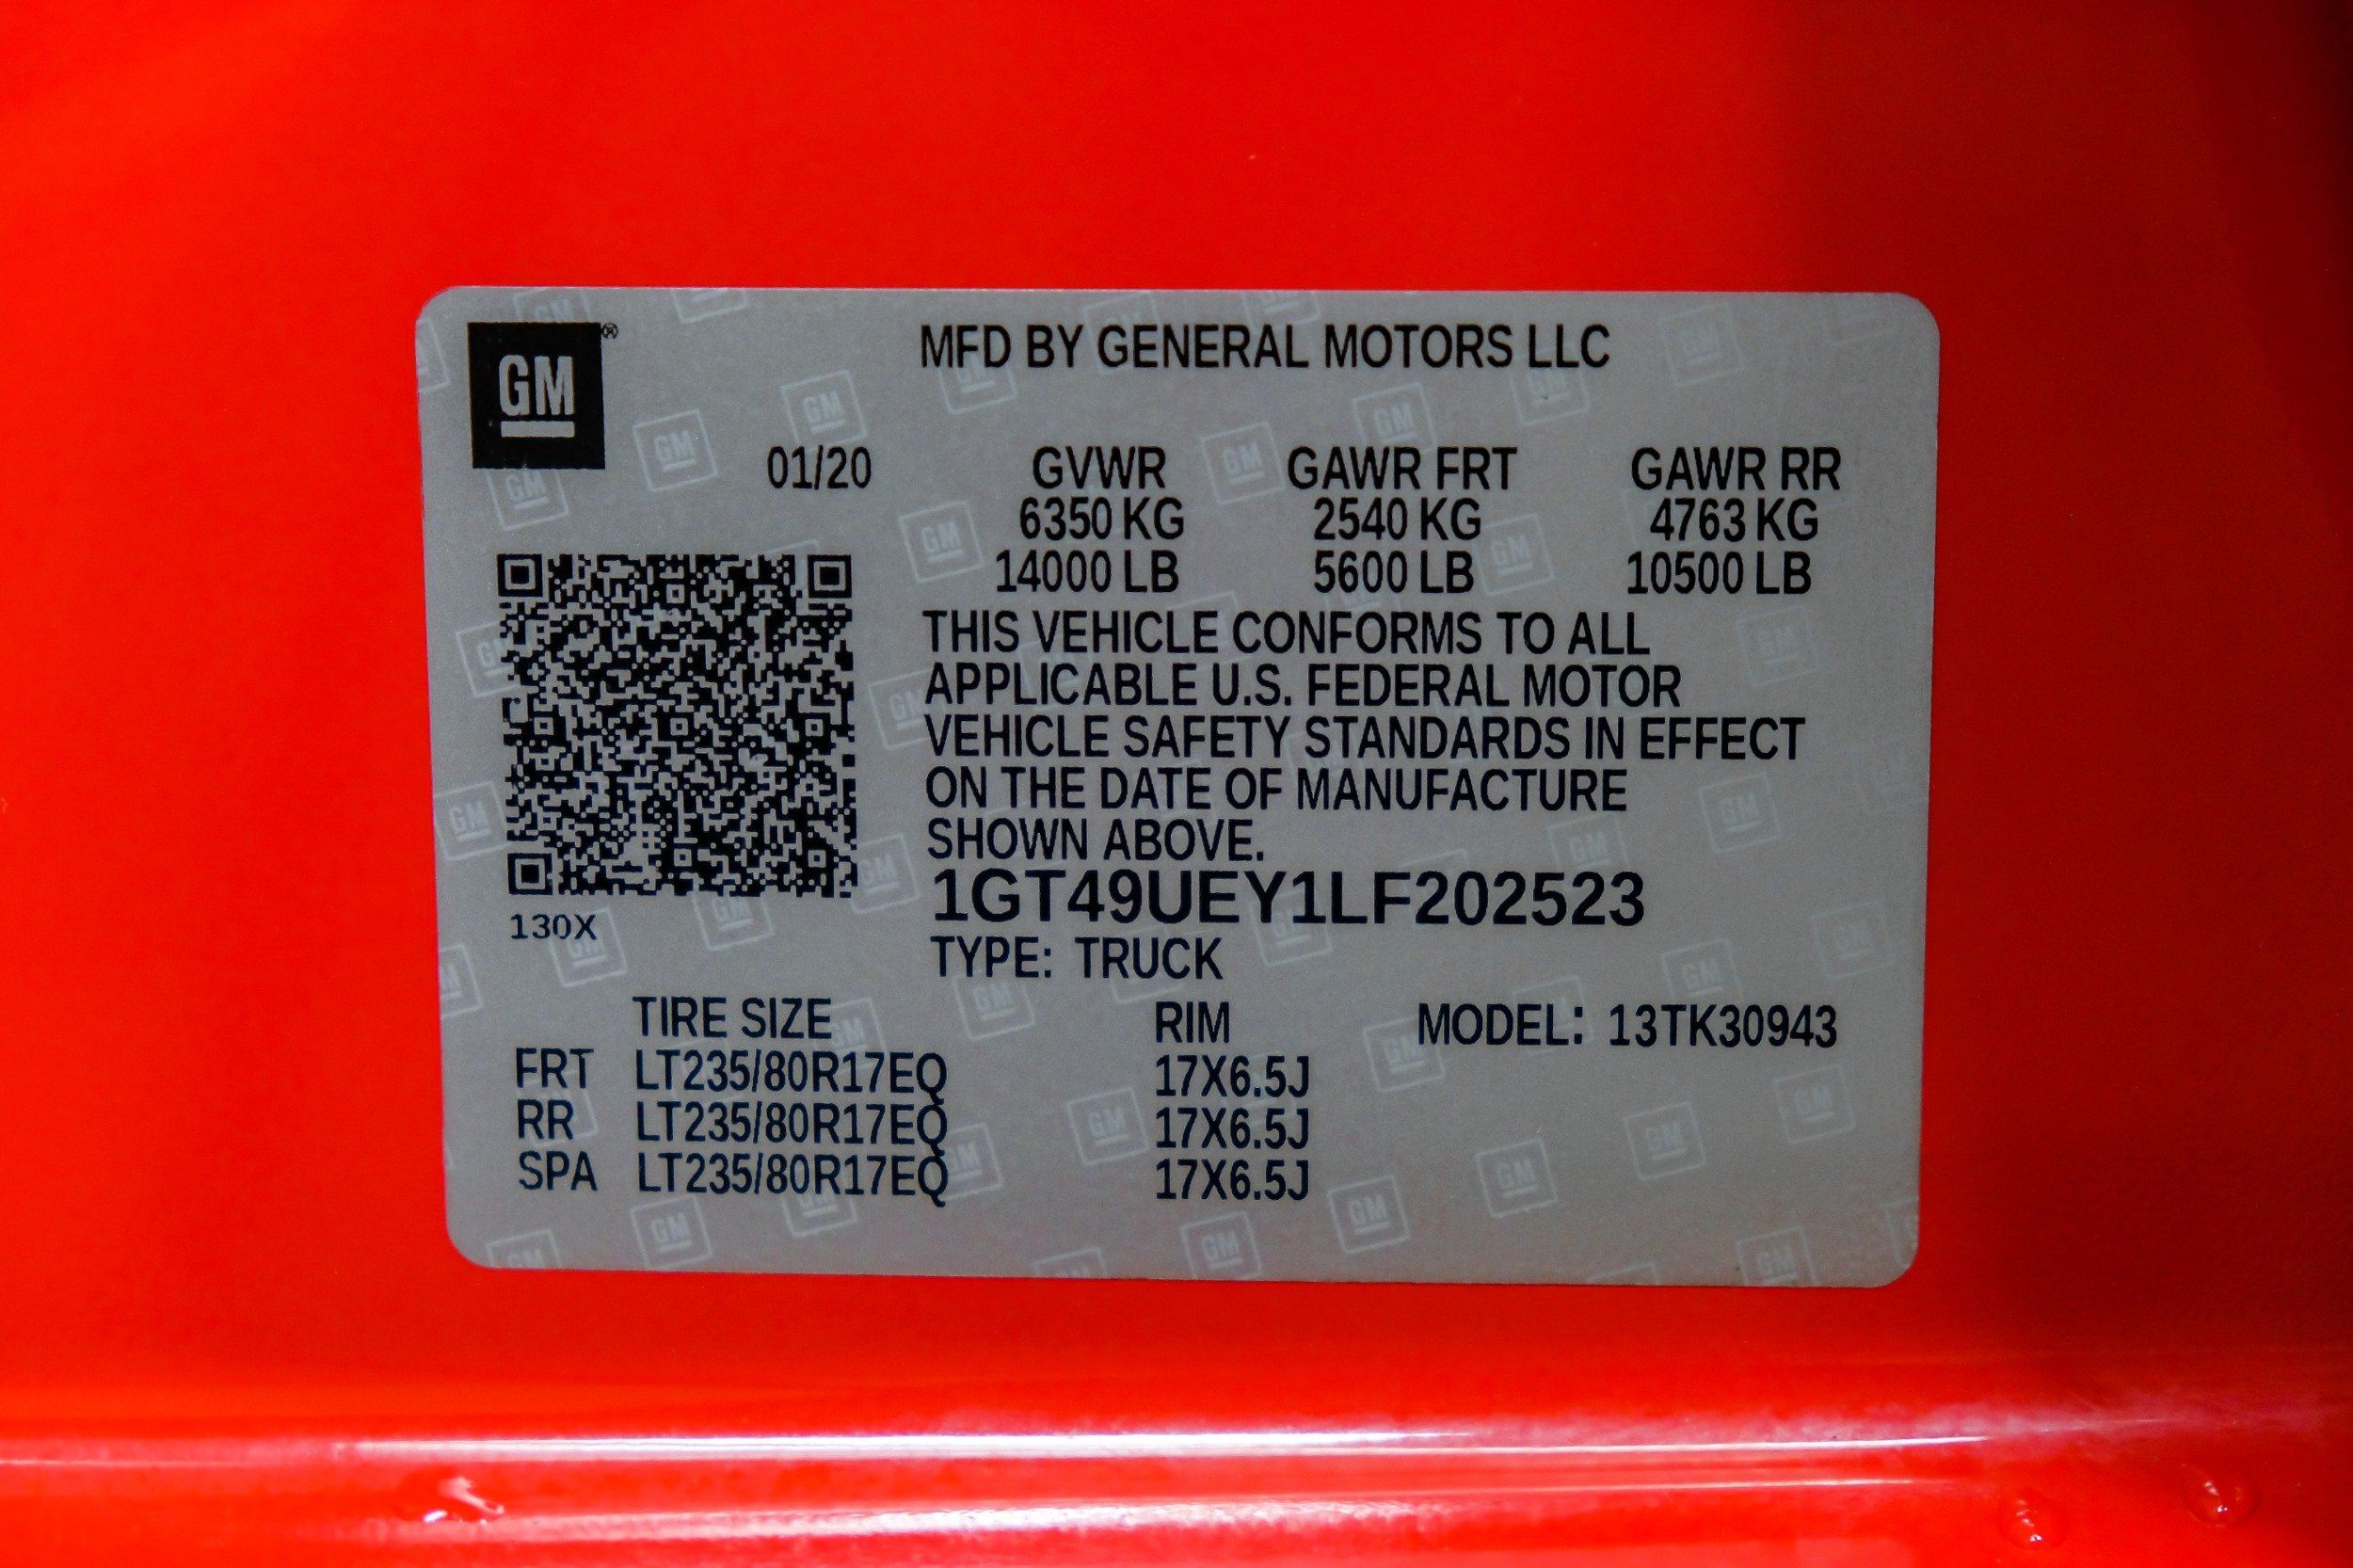 GM®
MFD BY GENERAL MOTORS LLC
01/20 GVWR GAWR FRT GAWR RR
6350 KG 2540 KG 4763 KG
14000 LB 5600 LB 10500 LB
THIS VEHICLE CONFORMS TO ALL
APPLICABLE U.S. FEDERAL MOTOR
VEHICLE SAFETY STANDARDS IN EFFECT
ON THE DATE OF MANUFACTURE
SHOWN ABOVE.
1GT49UEY1LF202523
130X
TYPE: TRUCK
TIRE SIZE RIM MODEL: 13TK30943
FRT LT235/80R17EQ 17X6.5J
RR LT235/80R17EQ 17X6.5J
SPA LT235/80R17EQ 17X6.5J